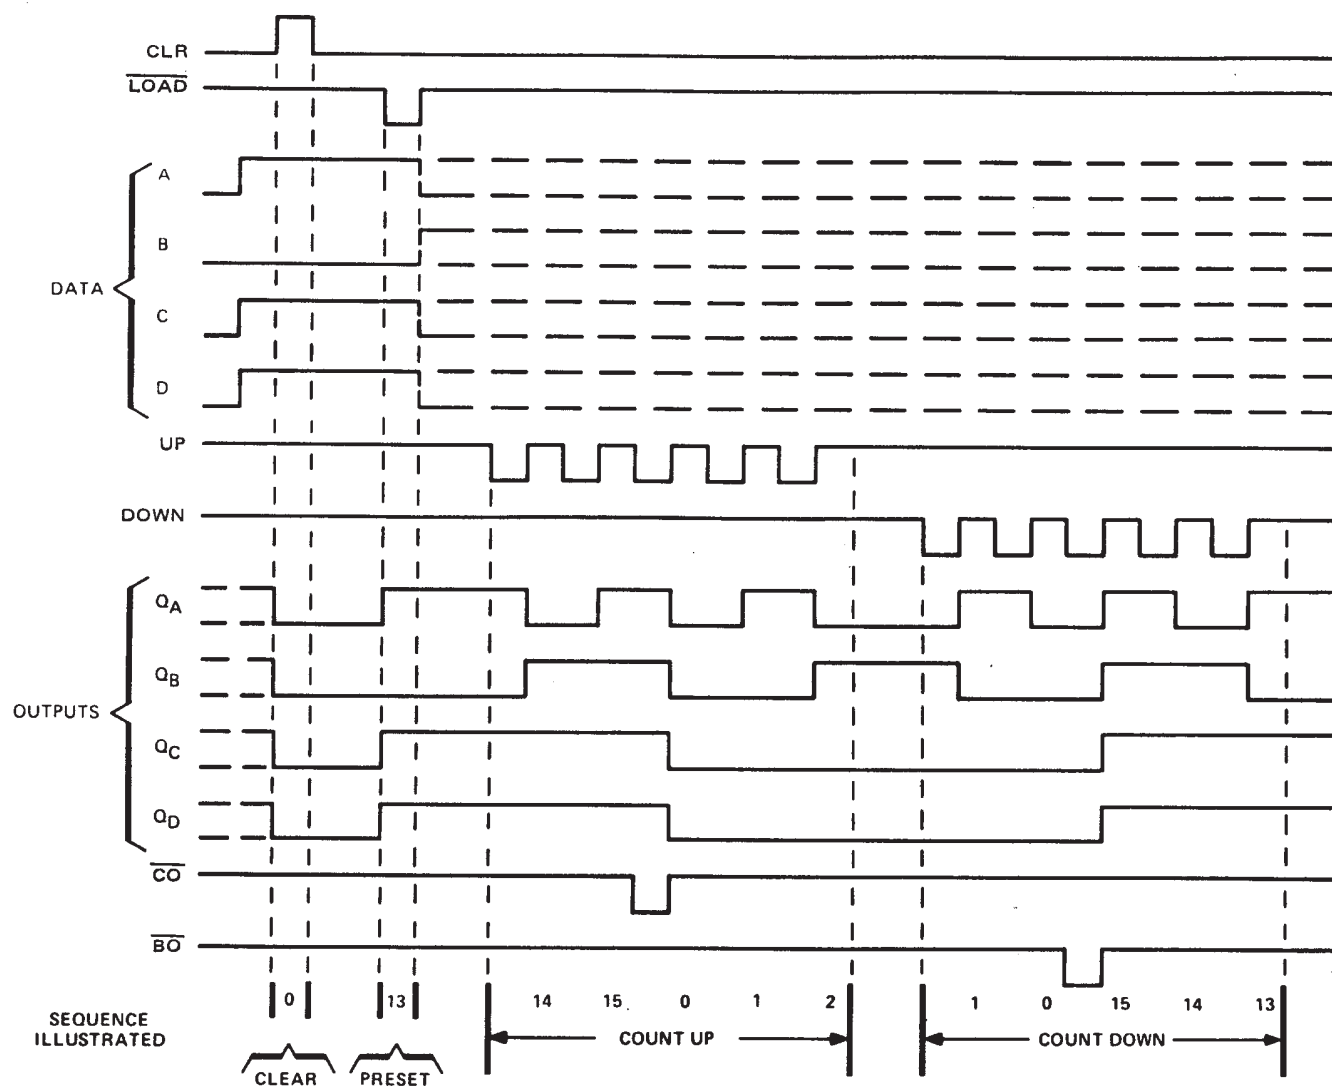 CLR
LOAD
A
B
DATA
C
D
UP
DOWN
QA
QB
OUTPUTS
QC
QD
CO
BO
0 13 14 15 0 1 2 1 0 15 14 13
SEQUENCE
ILLUSTRATED
COUNT UP COUNT DOWN
CLEAR PRESET